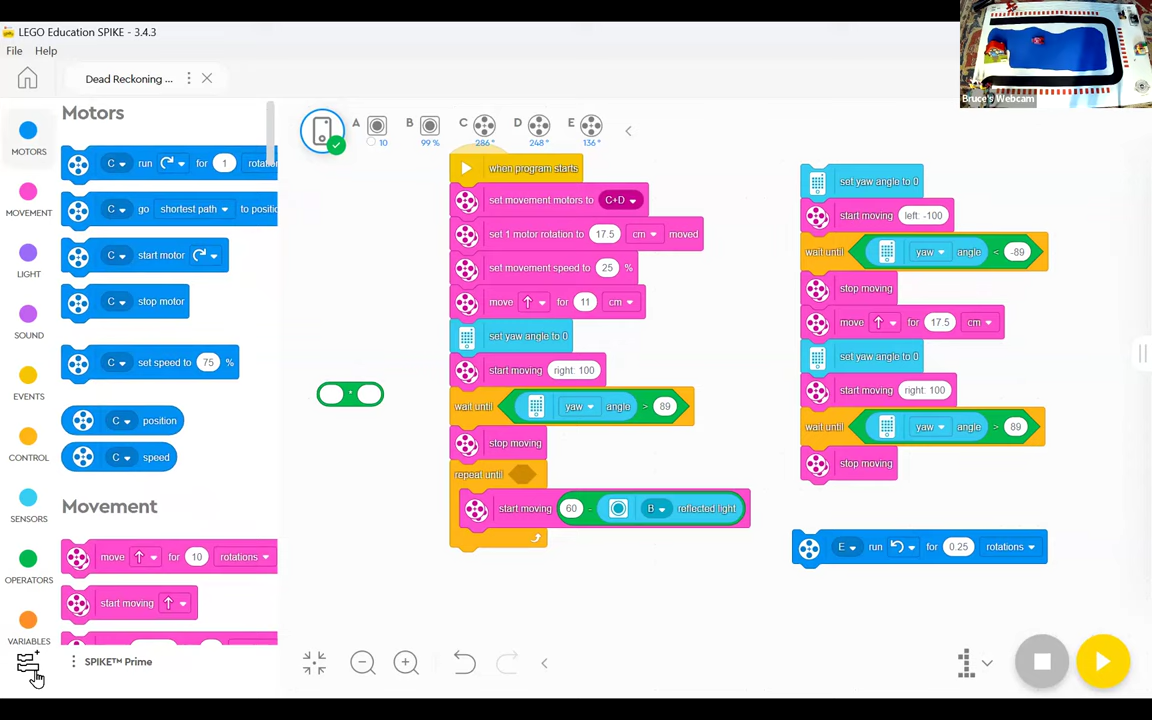 LEGO Education SPIKE - 3.4.3
File Help
Dead Reckoning ...
Bruce's Webcam
Motors
MOTORS
MOVEMENT
LIGHT
SOUND
EVENTS
CONTROL
SENSORS
OPERATORS
VARIABLES
C run for 1
C go shortest path to
C start motor
C stop motor
C set speed to 75 %
C position
C speed
Movement
move for 10 rotations
start moving
SPIKE™ Prime
A B C D E
10 99 % 286° 248° 136°
when program starts
set movement motors to C+D
set 1 motor rotation to 17.5 cm moved
set movement speed to 25 %
move for 11 cm
set yaw angle to 0
start moving right: 100
wait until yaw angle > 89
stop moving
repeat until
start moving 60 - B reflected light
set yaw angle to 0
start moving left: -100
wait until yaw angle < -89
stop moving
move for 17.5 cm
set yaw angle to 0
start moving right: 100
wait until yaw angle > 89
stop moving
E run for 0.25 rotations